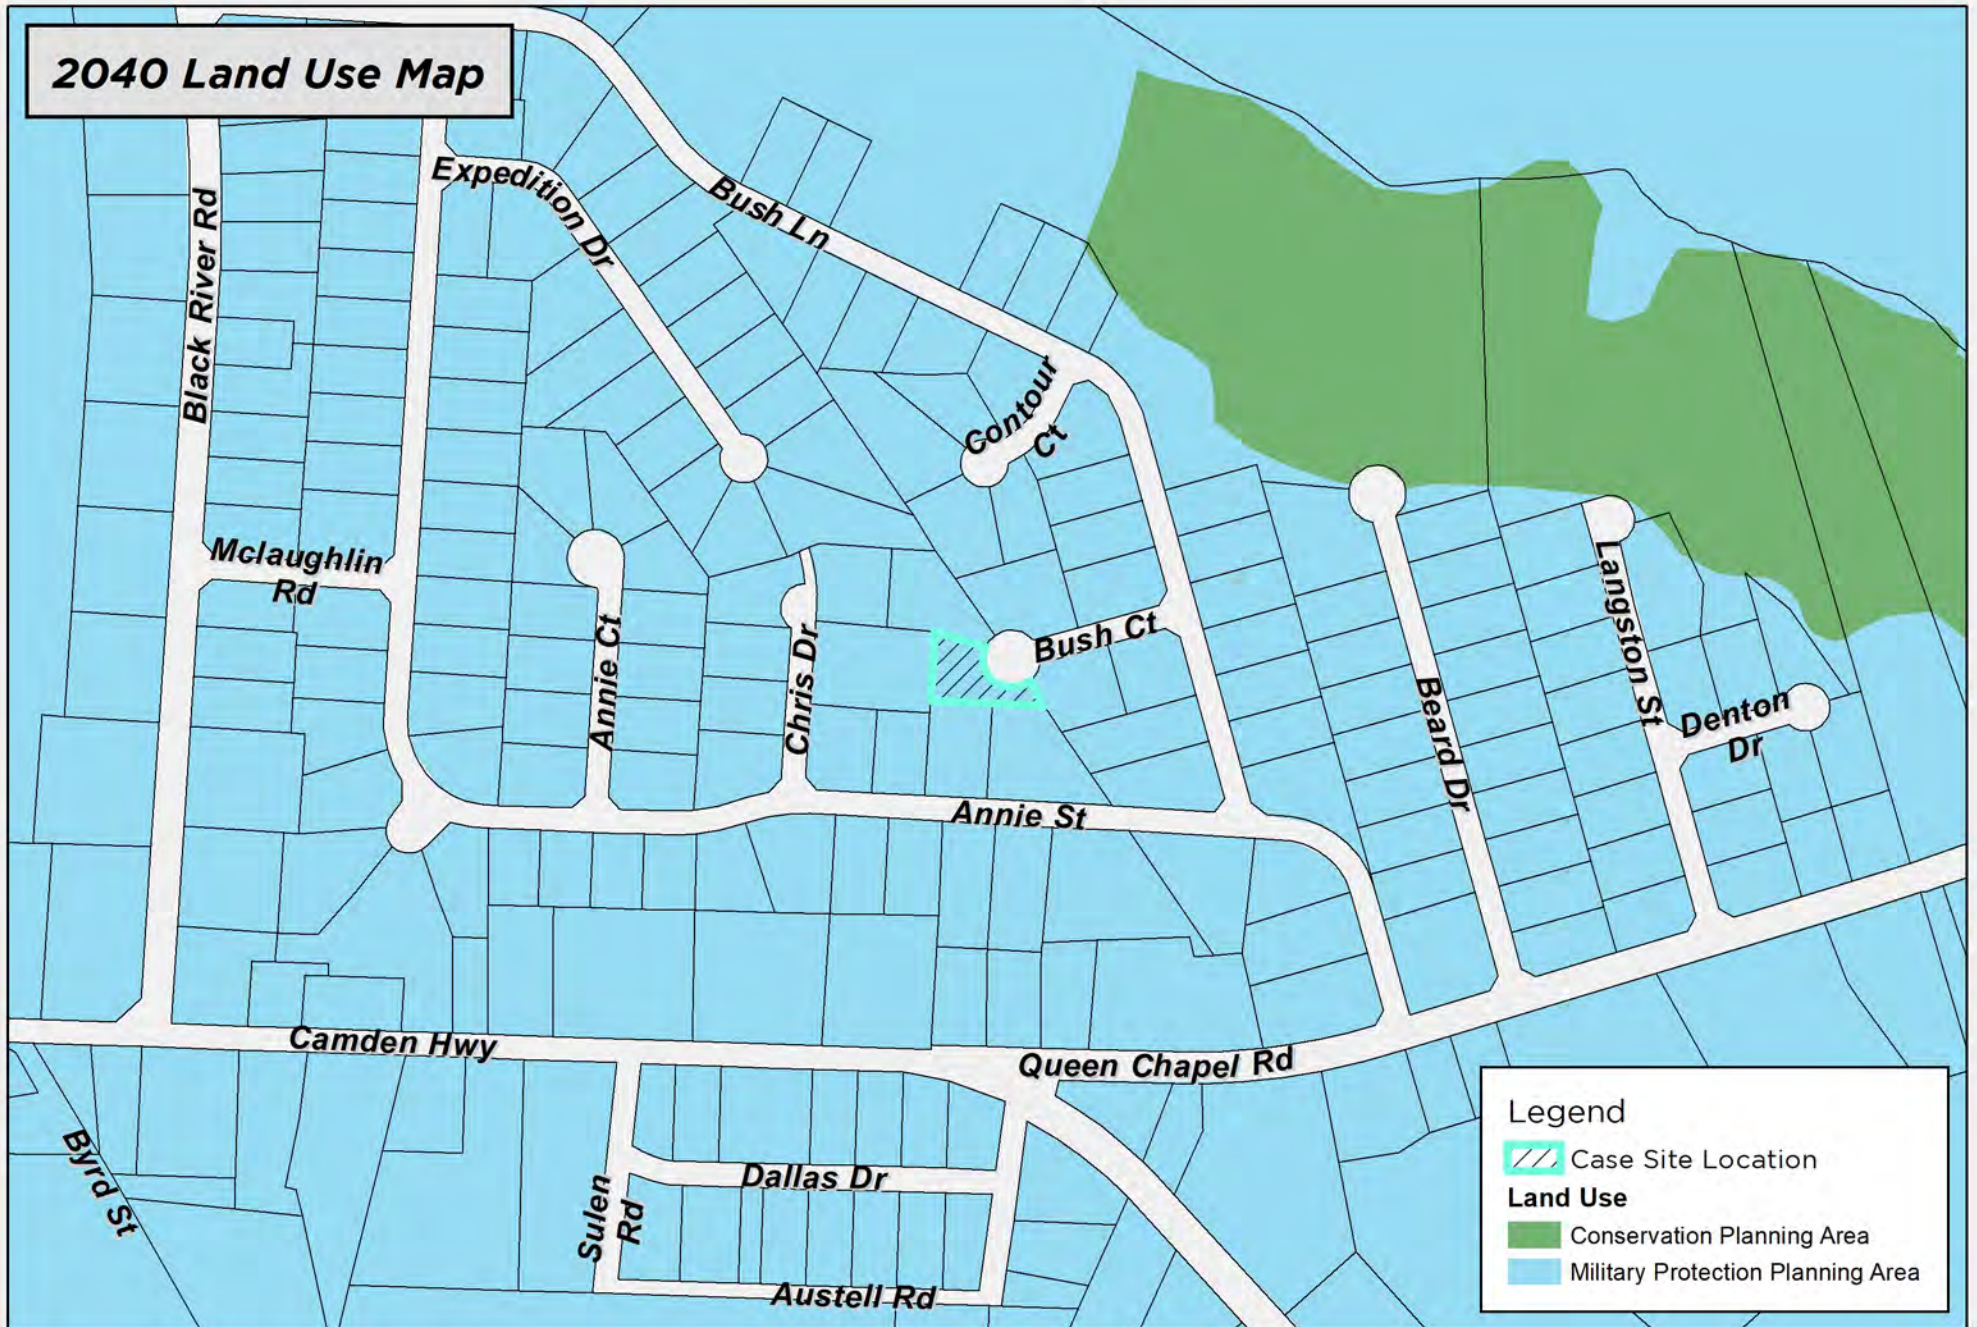 2040 Land Use Map
Expedition Dr
Bush Ln
Black River Rd
Contour
Ct
Mclaughlin
Rd
Annie Ct
Chris Dr
Bush Ct
Langston St
Beard Dr
Denton
Dr
Annie St
Camden Hwy
Queen Chapel Rd
Byrd St
Sulen
Rd
Dallas Dr
Austell Rd
Legend
Case Site Location
Land Use
Conservation Planning Area
Military Protection Planning Area